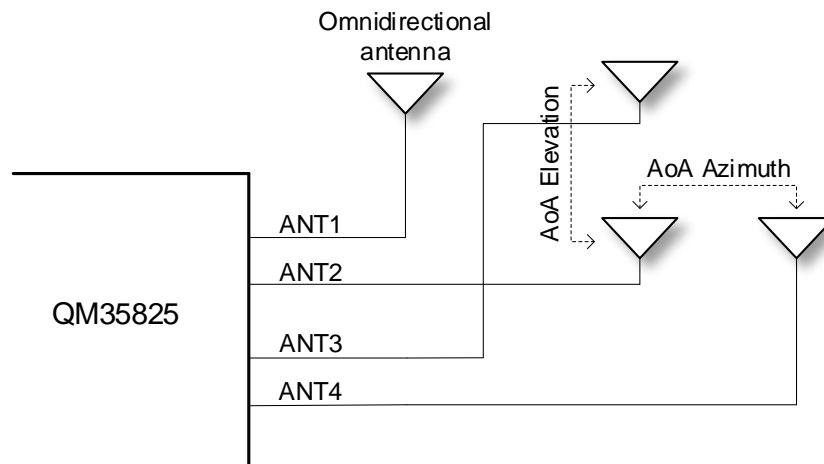 Omnidirectional
antenna
AoA Elevation
AoA Azimuth
ANT1
ANT2
QM35825
ANT3
ANT4